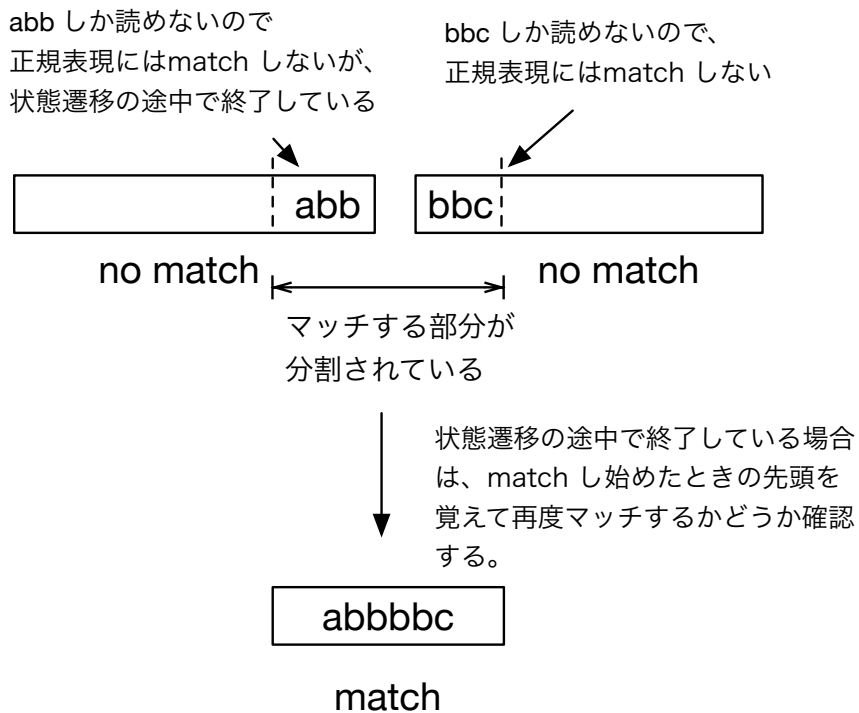 abb しか読めないので
正規表現にはmatch しないが、
状態遷移の途中で終了している
bbc しか読めないので、
正規表現にはmatch しない
abb
bbc
no match
no match
マッチする部分が
分割されている
状態遷移の途中で終了している場合
は、match し始めたときの先頭を
覚えて再度マッチするかどうか確認
する。
abbbbc
match